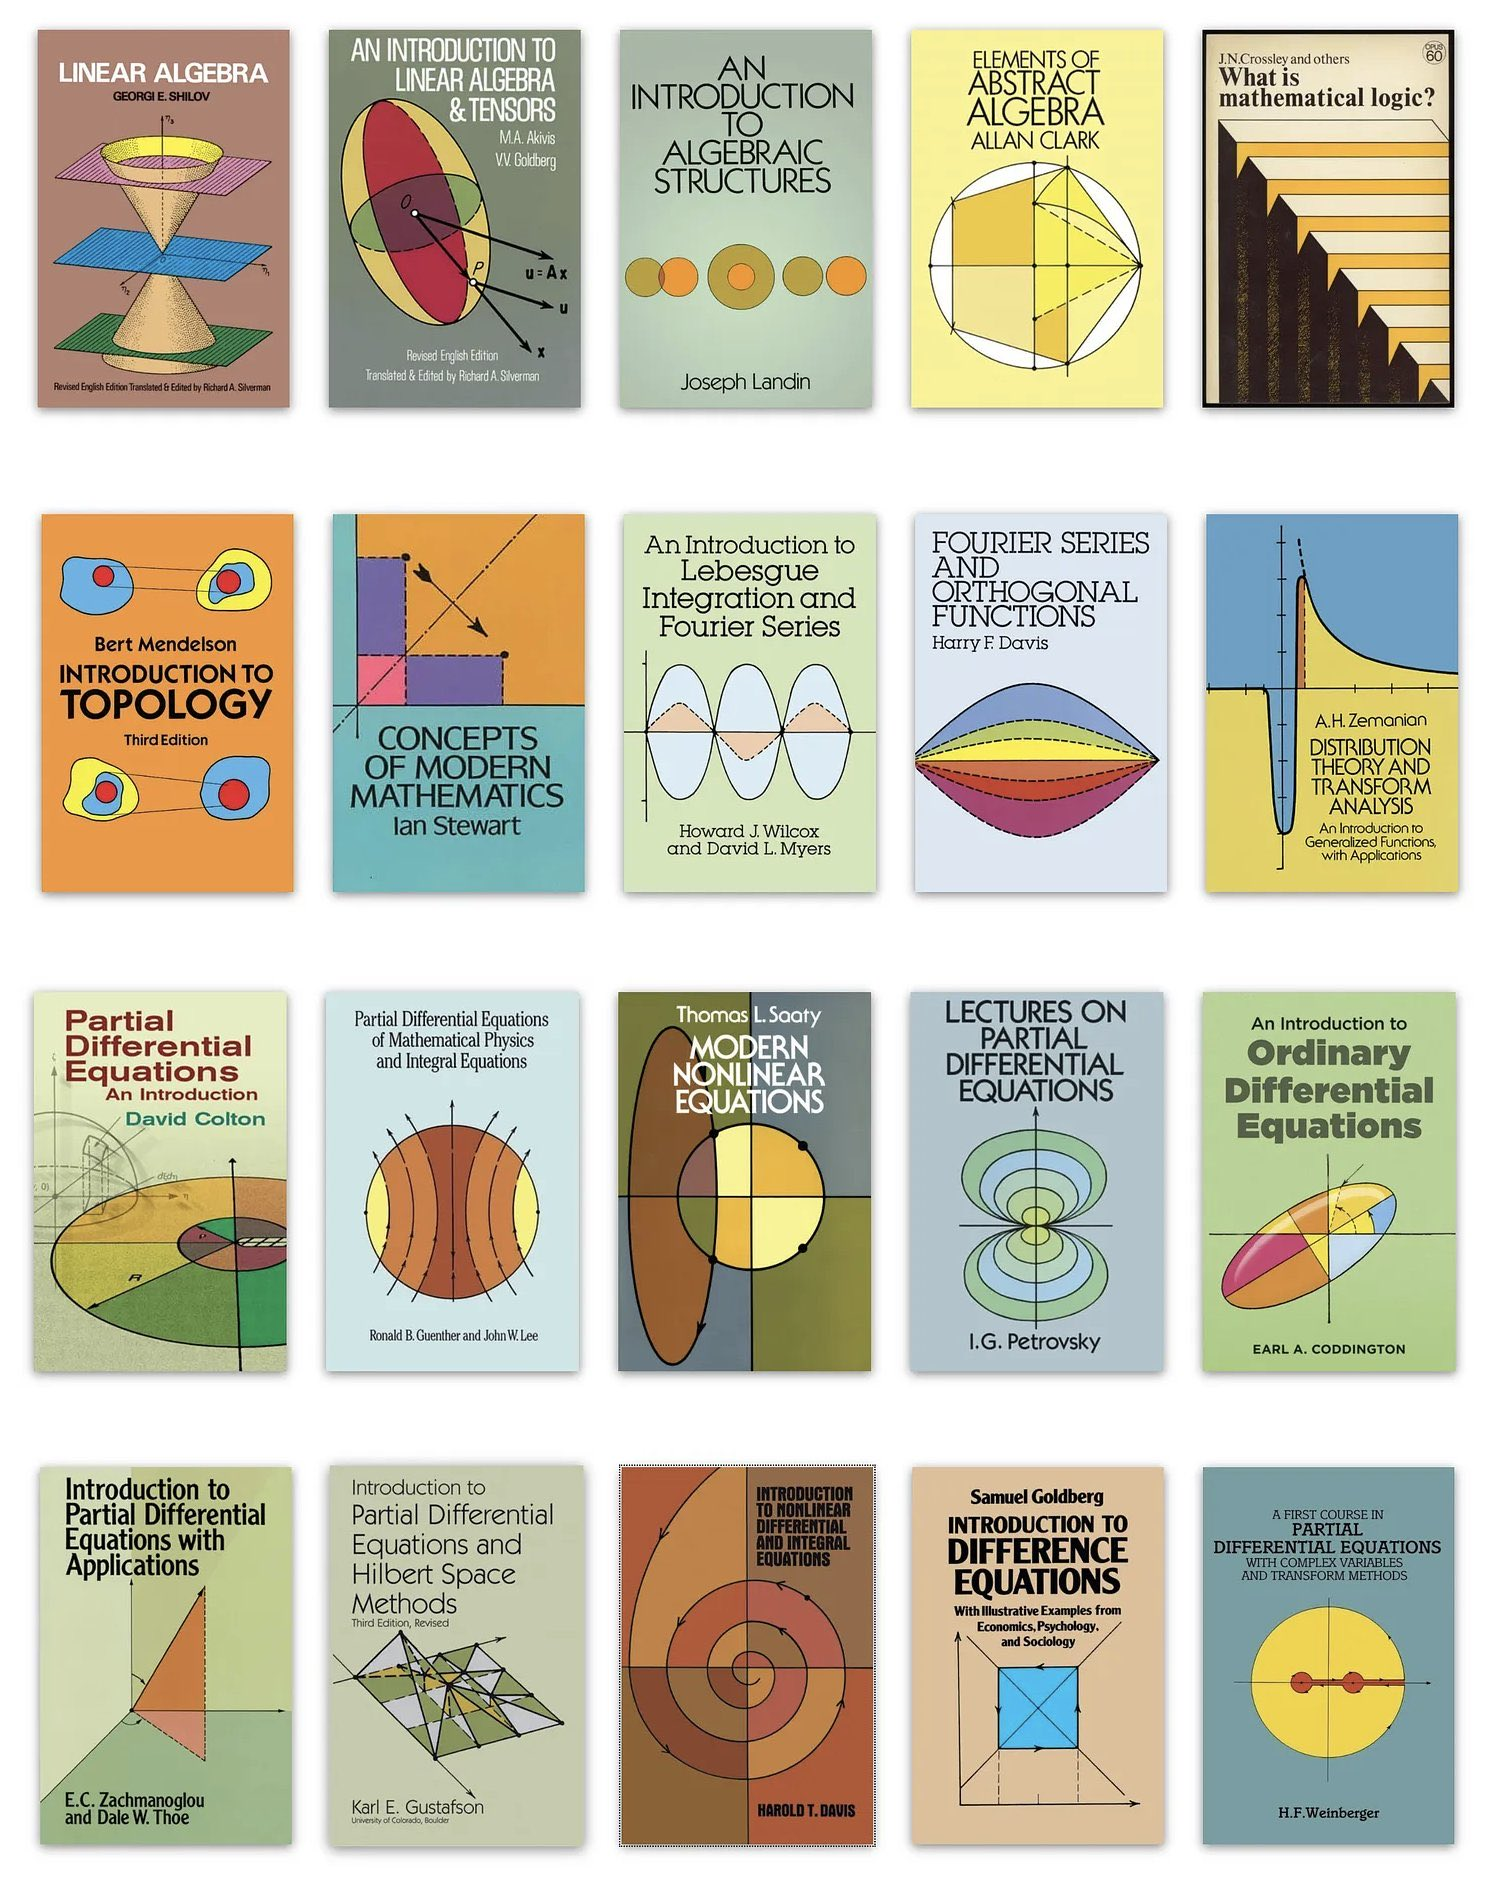 LINEAR ALGEBRA
GEORGI E. SHILOV
η3
O
η1
η2
Revised English Edition Translated & Edited by Richard A. Silverman
AN INTRODUCTION TO
LINEAR ALGEBRA
& TENSORS
M.A. Akivis
V.V. Goldberg
O
P
u = Ax
u
x
Revised English Edition
Translated & Edited by Richard A. Silverman
AN
INTRODUCTION
TO
ALGEBRAIC
STRUCTURES
Joseph Landin
ELEMENTS OF
ABSTRACT
ALGEBRA
ALLAN CLARK
OPUS
60
J.N.Crossley and others
What is
mathematical logic?
Bert Mendelson
INTRODUCTION TO
TOPOLOGY
Third Edition
CONCEPTS
OF MODERN
MATHEMATICS
Ian Stewart
An Introduction to
Lebesgue
Integration and
Fourier Series
Howard J. Wilcox
and David L. Myers
FOURIER SERIES
AND
ORTHOGONAL
FUNCTIONS
Harry F. Davis
A.H. Zemanian
DISTRIBUTION
THEORY AND
TRANSFORM
ANALYSIS
An Introduction to
Generalized Functions,
with Applications
Partial
Differential
Equations
An Introduction
David Colton
R
Partial Differential Equations
of Mathematical Physics
and Integral Equations
Ronald B. Guenther and John W. Lee
Thomas L. Saaty
MODERN
NONLINEAR
EQUATIONS
LECTURES ON
PARTIAL
DIFFERENTIAL
EQUATIONS
I.G. Petrovsky
An Introduction to
Ordinary
Differential
Equations
EARL A. CODDINGTON
Introduction to
Partial Differential
Equations with
Applications
E.C. Zachmanoglou
and Dale W. Thoe
Introduction to
Partial Differential
Equations and
Hilbert Space
Methods
Third Edition, Revised
Karl E. Gustafson
University of Colorado, Boulder
INTRODUCTION
TO NONLINEAR
DIFFERENTIAL
AND INTEGRAL
EQUATIONS
HAROLD T. DAVIS
Samuel Goldberg
INTRODUCTION TO
DIFFERENCE
EQUATIONS
With Illustrative Examples from
Economics, Psychology,
and Sociology
A FIRST COURSE IN
PARTIAL
DIFFERENTIAL EQUATIONS
WITH COMPLEX VARIABLES
AND TRANSFORM METHODS
H.F. Weinberger